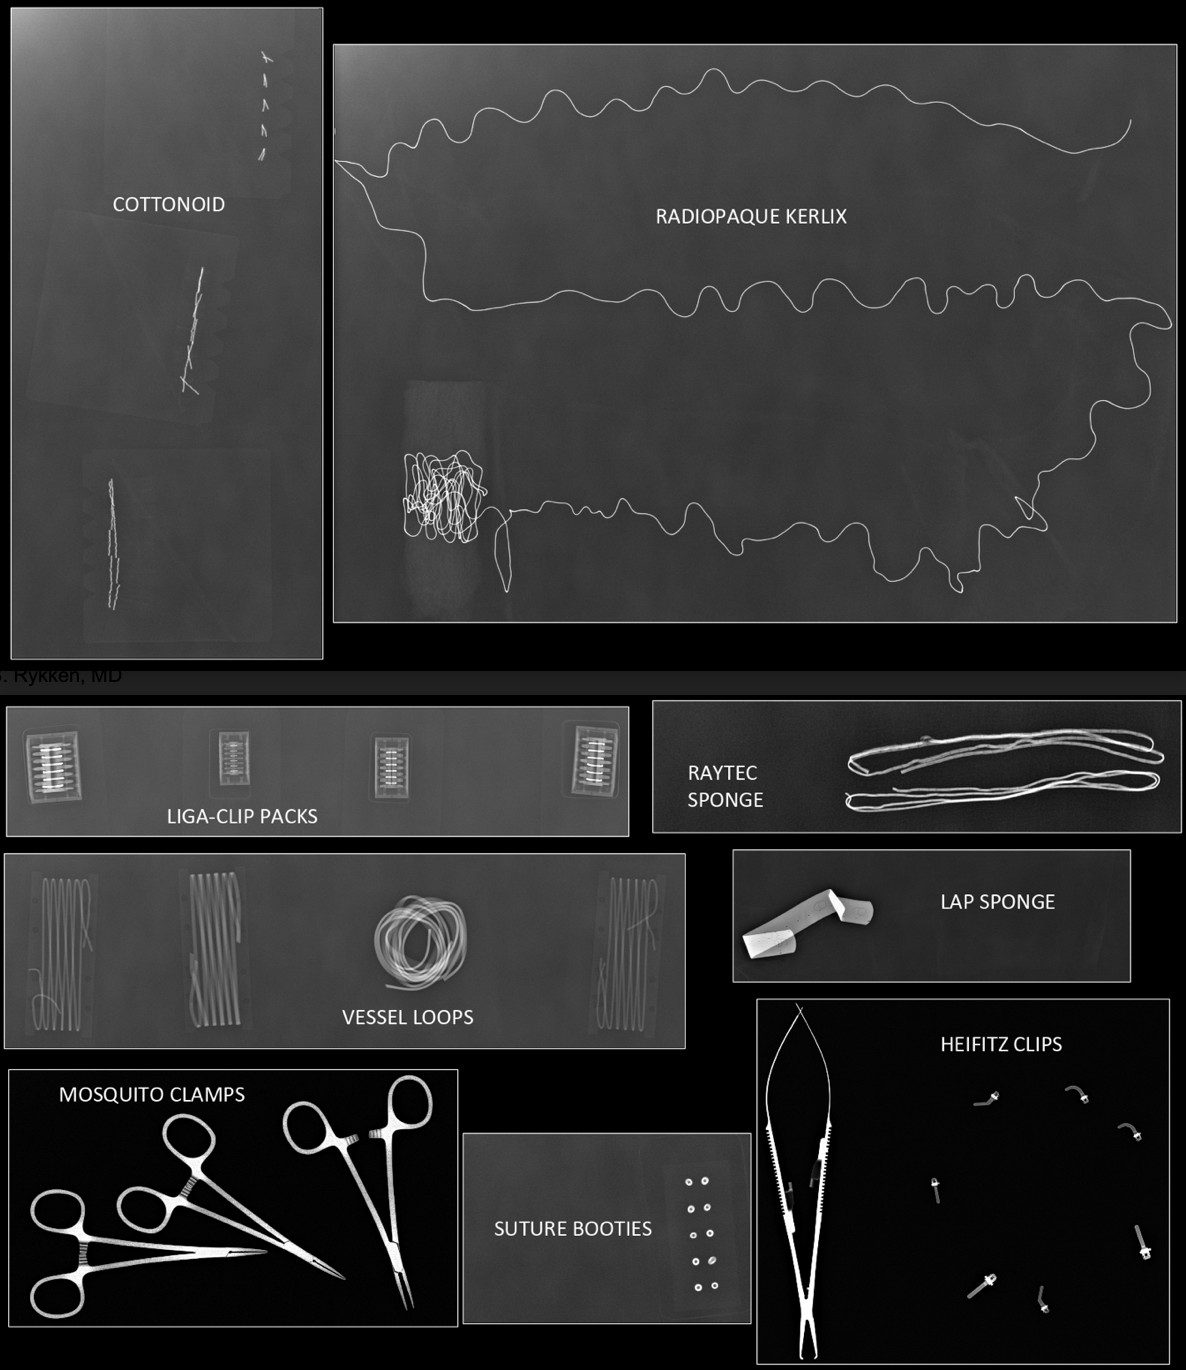 COTTONOID
RADIOPAQUE KERLIX
. Rykken, MD
LIGA-CLIP PACKS
RAYTEC
SPONGE
LAP SPONGE
VESSEL LOOPS
HEIFITZ CLIPS
MOSQUITO CLAMPS
SUTURE BOOTIES